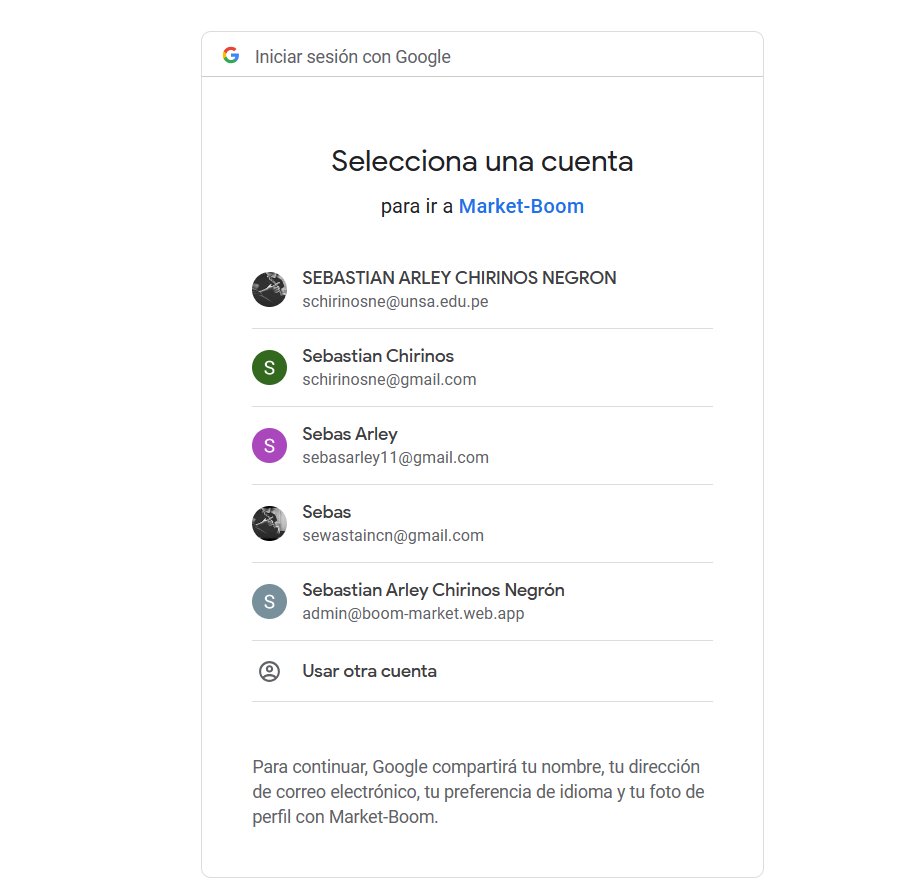 Iniciar sesión con Google
Selecciona una cuenta
para ir a Market-Boom
SEBASTIAN ARLEY CHIRINOS NEGRON
schirinosne@unsa.edu.pe
S
Sebastian Chirinos
schirinosne@gmail.com
S
Sebas Arley
sebasarley11@gmail.com
Sebas
sewastaincn@gmail.com
S
Sebastian Arley Chirinos Negrón
admin@boom-market.web.app
Usar otra cuenta
Para continuar, Google compartirá tu nombre, tu dirección
de correo electrónico, tu preferencia de idioma y tu foto de
perfil con Market-Boom.